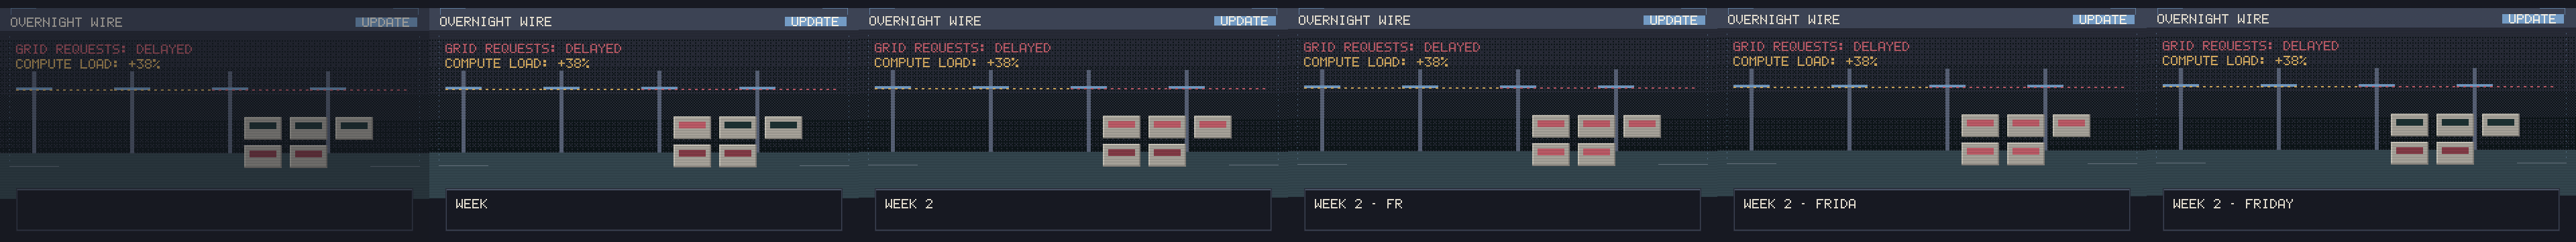 OVERNIGHT WIRE UPDATE
GRID REQUESTS: DELAYED
COMPUTE LOAD: +38%
OVERNIGHT WIRE UPDATE
GRID REQUESTS: DELAYED
COMPUTE LOAD: +38%
WEEK
OVERNIGHT WIRE UPDATE
GRID REQUESTS: DELAYED
COMPUTE LOAD: +38%
WEEK 2
OVERNIGHT WIRE UPDATE
GRID REQUESTS: DELAYED
COMPUTE LOAD: +38%
WEEK 2 - FR
OVERNIGHT WIRE UPDATE
GRID REQUESTS: DELAYED
COMPUTE LOAD: +38%
WEEK 2 - FRIDA
OVERNIGHT WIRE UPDATE
GRID REQUESTS: DELAYED
COMPUTE LOAD: +38%
WEEK 2 - FRIDAY